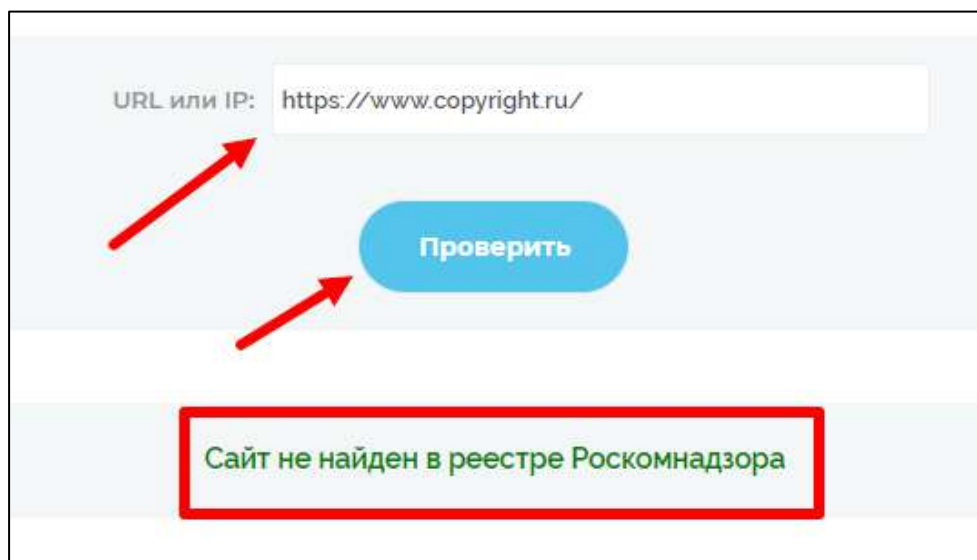 URL или IP: https://www.copyright.ru/
Проверить
Сайт не найден в реестре Роскомнадзора